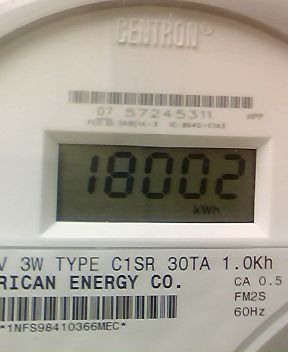 CENTRON®
07 57245311 HPP
18002
kWh
V 3W TYPE C1SR 30TA 1.0Kh
RICAN ENERGY CO. CA 0.5
FM2S
*1NFS98410366MEC* 60Hz